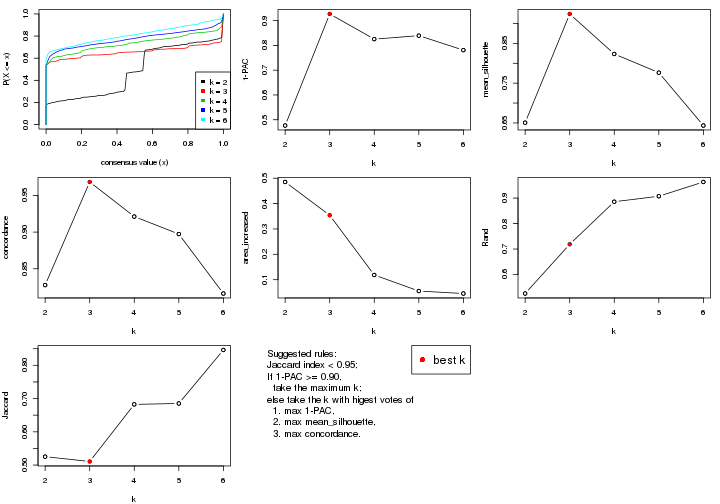 P(X <= x)
0.0 0.2 0.4 0.6 0.8 1.0
0.0 0.2 0.4 0.6 0.8 1.0
consensus value (x)
k = 2
k = 3
k = 4
k = 5
k = 6
1-PAC
0.5 0.6 0.7 0.8 0.9
2 3 4 5 6
k
mean_silhouette
0.65 0.75 0.85
2 3 4 5 6
k
concordance
0.85 0.90 0.95
2 3 4 5 6
k
area_increased
0.1 0.2 0.3 0.4 0.5
2 3 4 5 6
k
Rand
0.6 0.7 0.8 0.9
2 3 4 5 6
k
Jaccard
0.50 0.60 0.70 0.80
2 3 4 5 6
k
Suggested rules:
Jaccard index < 0.95;
If 1-PAC >= 0.90,
take the maximum k;
else take the k with higest votes of
1. max 1-PAC,
2. max mean_silhouette,
3. max concordance.
best k